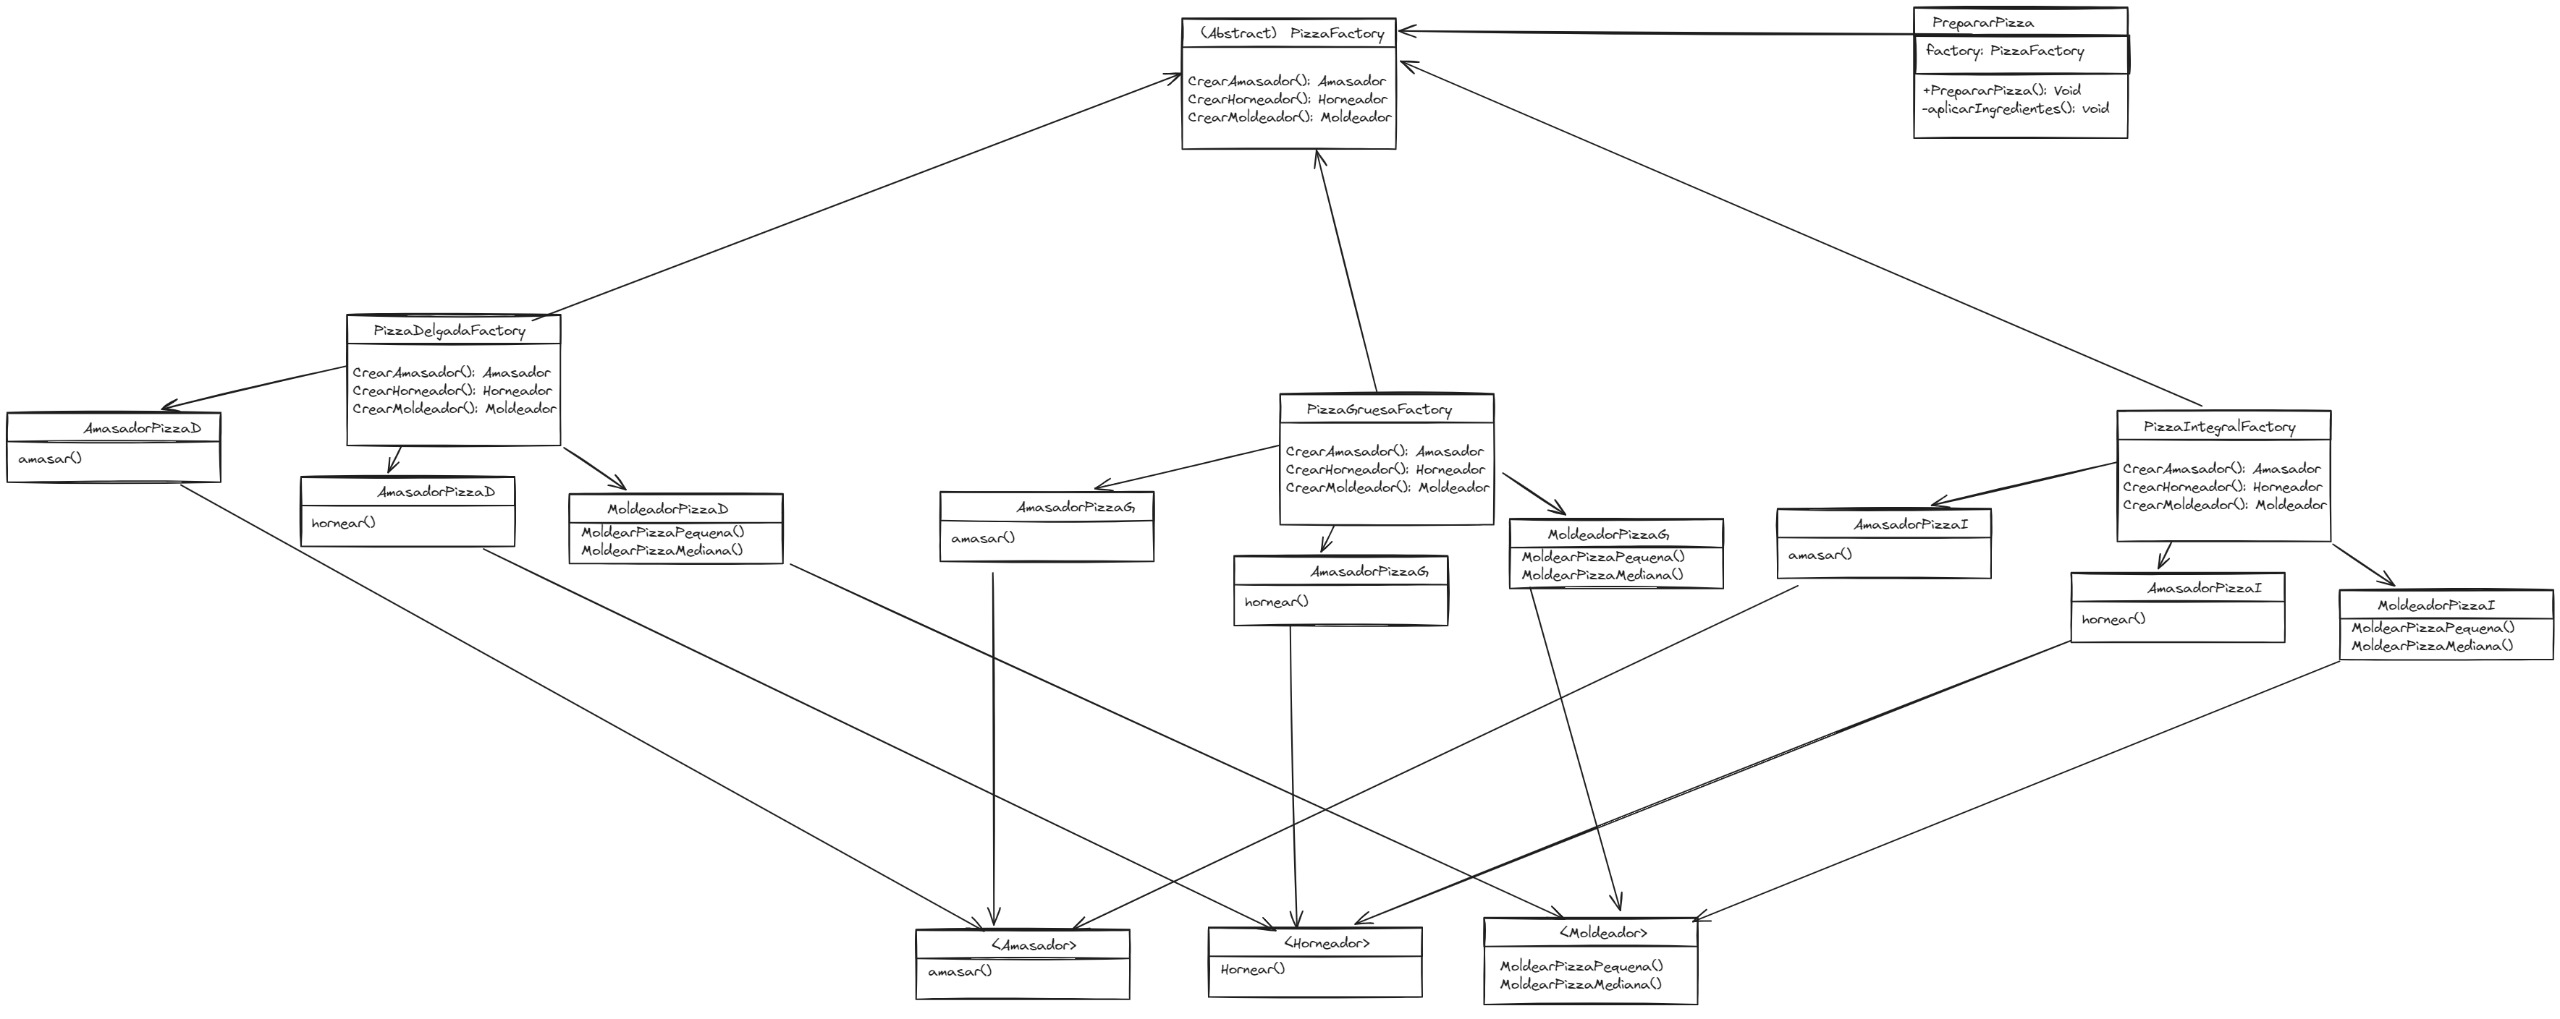 (Abstract) PizzaFactory
CrearAmasador(): Amasador
CrearHorneador(): Horneador
CrearMoldeador(): Moldeador
PrepararPizza
factory: PizzaFactory
+PrepararPizza(): Void
-aplicarIngredientes(): void
PizzaDelgadaFactory
CrearAmasador(): Amasador
CrearHorneador(): Horneador
CrearMoldeador(): Moldeador
AmasadorPizzaD
amasar()
AmasadorPizzaD
hornear()
MoldeadorPizzaD
MoldearPizzaPequena()
MoldearPizzaMediana()
PizzaGruesaFactory
CrearAmasador(): Amasador
CrearHorneador(): Horneador
CrearMoldeador(): Moldeador
AmasadorPizzaG
amasar()
AmasadorPizzaG
hornear()
MoldeadorPizzaG
MoldearPizzaPequena()
MoldearPizzaMediana()
PizzaIntegralFactory
CrearAmasador(): Amasador
CrearHorneador(): Horneador
CrearMoldeador(): Moldeador
AmasadorPizzaI
amasar()
AmasadorPizzaI
hornear()
MoldeadorPizzaI
MoldearPizzaPequena()
MoldearPizzaMediana()
<Amasador>
amasar()
<Horneador>
Hornear()
<Moldeador>
MoldearPizzaPequena()
MoldearPizzaMediana()